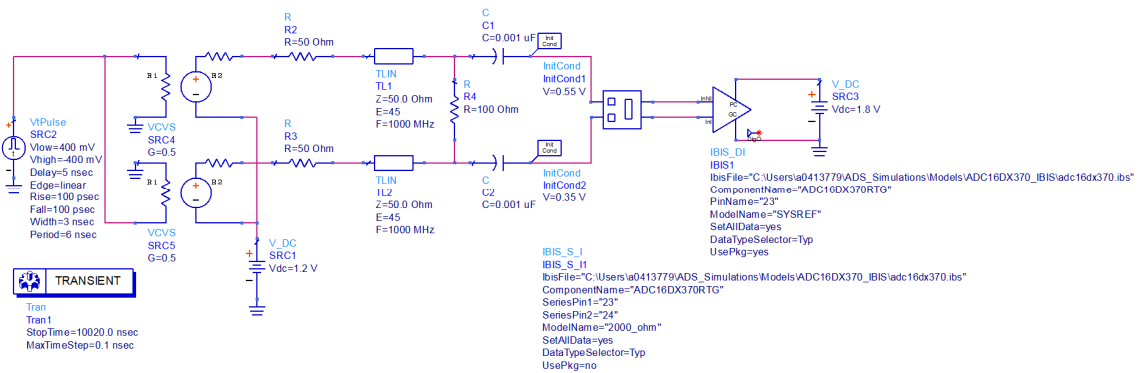 R
R2
R=50 Ohm
C
C1
C=0.001 uF
Init
Cond
InitCond
InitCond1
V=0.55 V
R1
R2
TLIN
TL1
Z=50.0 Ohm
E=45
F=1000 MHz
R
R4
R=100 Ohm
V_DC
SRC3
Vdc=1.8 V
InNI
InI
PC
GC
DigO
VtPulse
SRC2
Vlow=400 mV
Vhigh=-400 mV
Delay=5 nsec
Edge=linear
Rise=100 psec
Fall=100 psec
Width=3 nsec
Period=6 nsec
VCVS
SRC4
G=0.5
R
R3
R=50 Ohm
Init
Cond
InitCond
InitCond2
V=0.35 V
R1
R2
TLIN
TL2
Z=50.0 Ohm
E=45
F=1000 MHz
C
C2
C=0.001 uF
IBIS_DI
IBIS1
IbisFile="C:\Users\a0413779\ADS_Simulations\Models\ADC16DX370_IBIS\adc16dx370.ibs"
ComponentName="ADC16DX370RTG"
PinName="23"
ModelName="SYSREF"
SetAllData=yes
DataTypeSelector=Typ
UsePkg=yes
VCVS
SRC5
G=0.5
V_DC
SRC1
Vdc=1.2 V
TRANSIENT
Tran
Tran1
StopTime=10020.0 nsec
MaxTimeStep=0.1 nsec
IBIS_S_I
IBIS_S_I1
IbisFile="C:\Users\a0413779\ADS_Simulations\Models\ADC16DX370_IBIS\adc16dx370.ibs"
ComponentName="ADC16DX370RTG"
SeriesPin1="23"
SeriesPin2="24"
ModelName="2000_ohm"
SetAllData=yes
DataTypeSelector=Typ
UsePkg=no